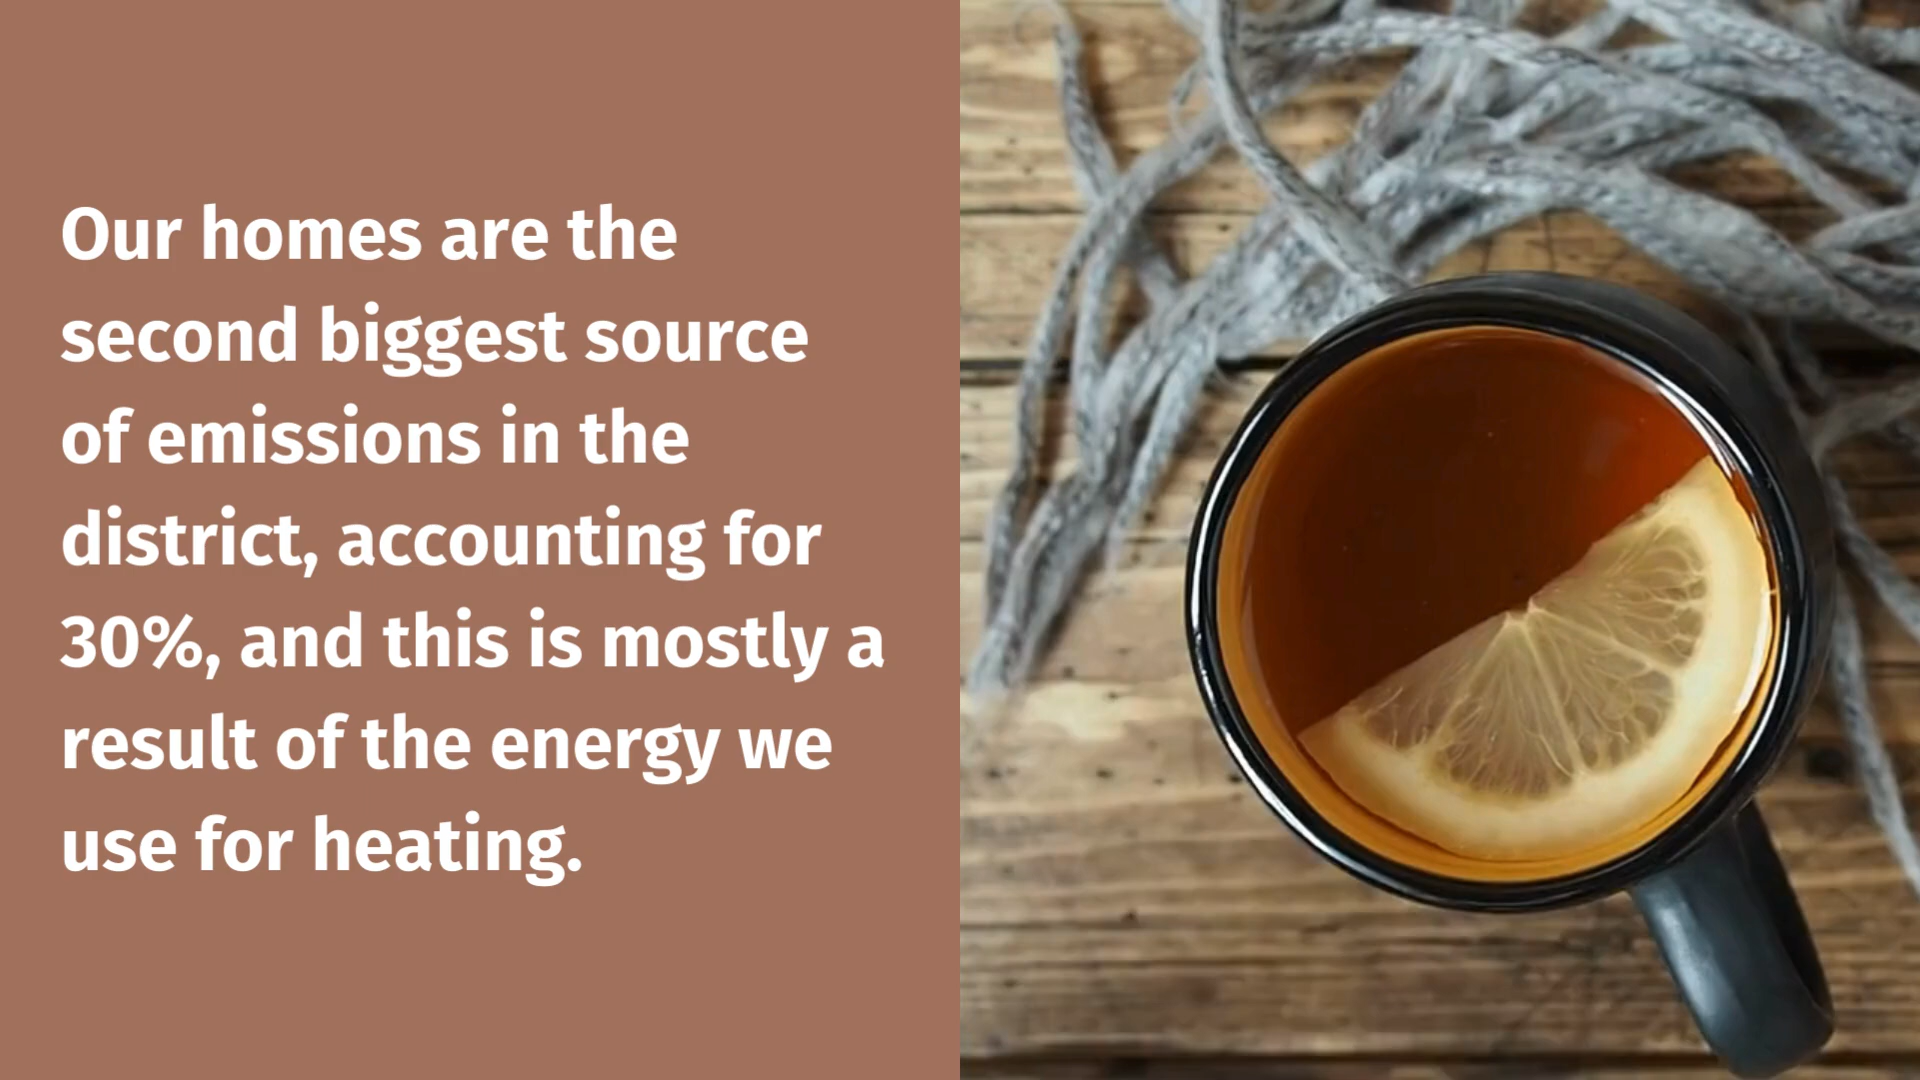 Our homes are the
second biggest source
of emissions in the
district, accounting for
30%, and this is mostly a
result of the energy we
use for heating.